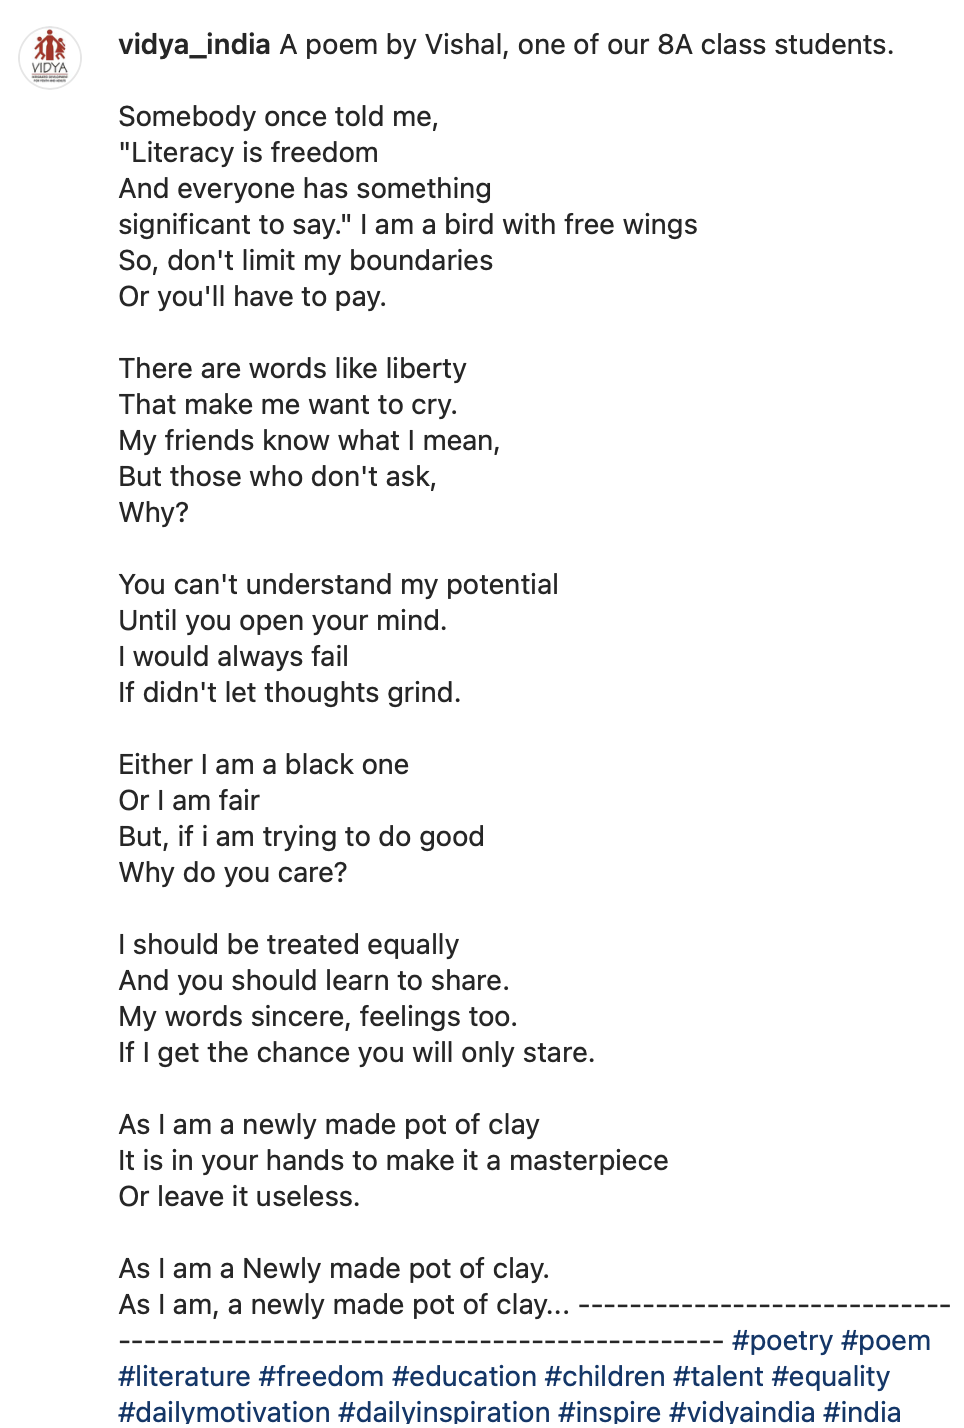 vidya_india A poem by Vishal, one of our 8A class students.
Somebody once told me,
"Literacy is freedom
And everyone has something
significant to say." I am a bird with free wings
So, don't limit my boundaries
Or you'll have to pay.
There are words like liberty
That make me want to cry.
My friends know what I mean,
But those who don't ask,
Why?
You can't understand my potential
Until you open your mind.
I would always fail
If didn't let thoughts grind.
Either I am a black one
Or I am fair
But, if i am trying to do good
Why do you care?
I should be treated equally
And you should learn to share.
My words sincere, feelings too.
If I get the chance you will only stare.
As I am a newly made pot of clay
It is in your hands to make it a masterpiece
Or leave it useless.
As I am a Newly made pot of clay.
As I am, a newly made pot of clay... -----------------------------
----------------------------------------------- #poetry #poem
#literature #freedom #education #children #talent #equality
#dailymotivation #dailyinspiration #inspire #vidyaindia #india
VIDYA